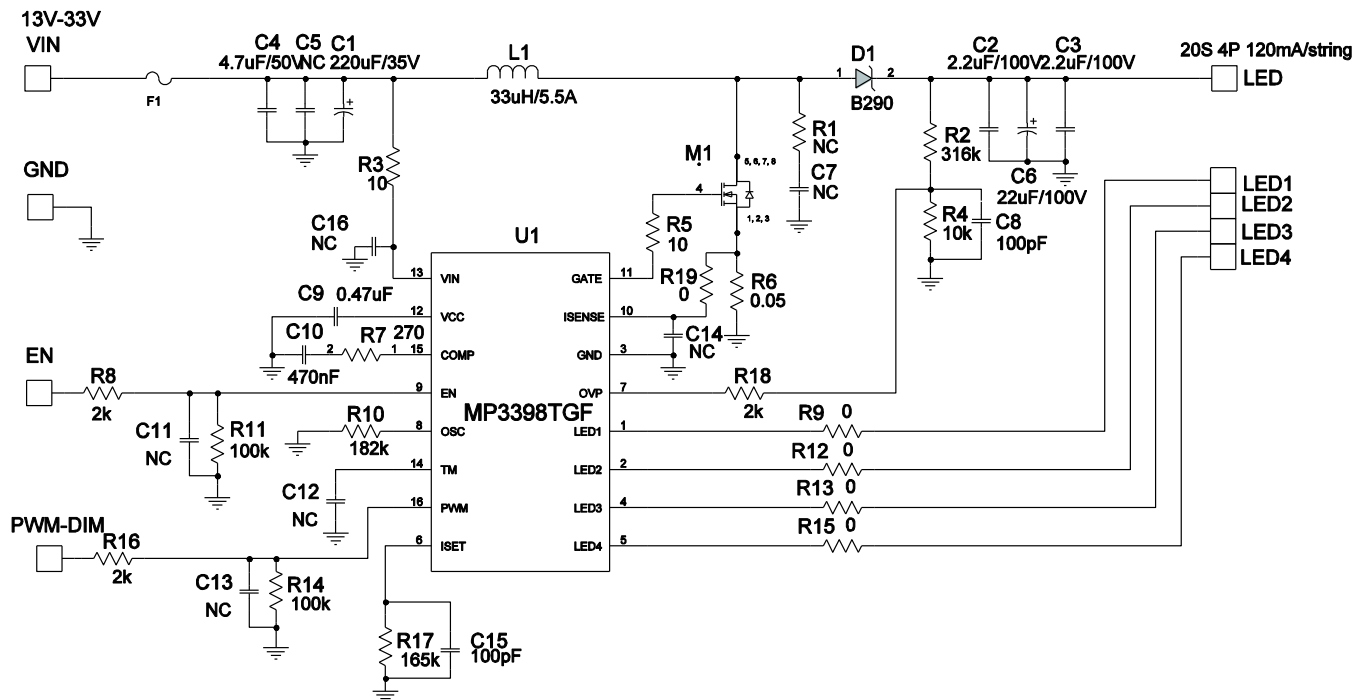 13V-33V
VIN
F1
C4
4.7uF/50V
C5
NC
C1
220uF/35V
L1
33uH/5.5A
D1
1
2
B290
C2
2.2uF/100V
C3
2.2uF/100V
20S 4P 120mA/string
LED
GND
R3
10
C16
NC
M1
5, 6, 7, 8
4
1, 2, 3
R1
NC
C7
NC
R2
316k
C6
22uF/100V
R4
10k
C8
100pF
LED1
LED2
LED3
LED4
U1
R5
10
R19
0
R6
0.05
C14
NC
13
VIN
GATE
11
C9
0.47uF
12
VCC
ISENSE
10
C10
470nF
R7
270
2
1
15
COMP
GND
3
EN
R8
2k
9
EN
OVP
7
R18
2k
MP3398TGF
C11
NC
R11
100k
R10
182k
8
OSC
LED1
1
R9
0
C12
NC
14
TM
LED2
2
R12
0
PWM-DIM
R16
2k
16
PWM
LED3
4
R13
0
C13
NC
R14
100k
6
ISET
LED4
5
R15
0
R17
165k
C15
100pF